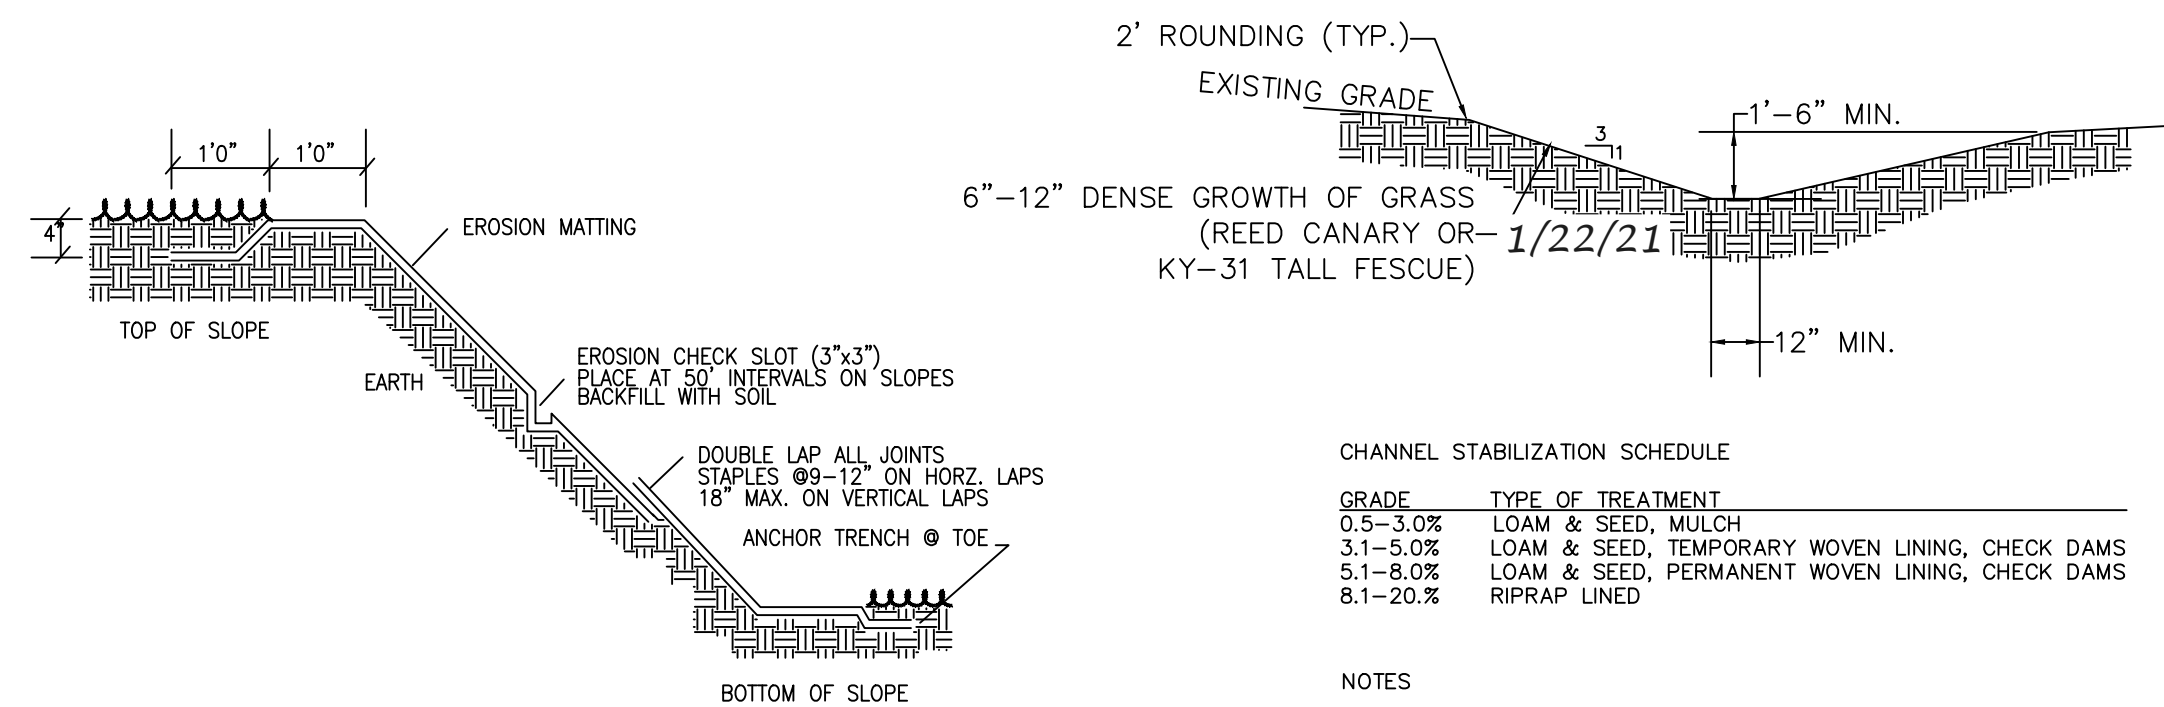 1'0" 1'0"
4"
EROSION MATTING
TOP OF SLOPE
EARTH
EROSION CHECK SLOT (3"x3")
PLACE AT 50' INTERVALS ON SLOPES
BACKFILL WITH SOIL
DOUBLE LAP ALL JOINTS
STAPLES @9-12" ON HORZ. LAPS
18" MAX. ON VERTICAL LAPS
ANCHOR TRENCH @ TOE
BOTTOM OF SLOPE
2' ROUNDING (TYP.)
EXISTING GRADE
3
1
1'-6" MIN.
6"-12" DENSE GROWTH OF GRASS
(REED CANARY OR
KY-31 TALL FESCUE)
1/22/21
12" MIN.
CHANNEL STABILIZATION SCHEDULE
GRADE TYPE OF TREATMENT
0.5-3.0% LOAM & SEED, MULCH
3.1-5.0% LOAM & SEED, TEMPORARY WOVEN LINING, CHECK DAMS
5.1-8.0% LOAM & SEED, PERMANENT WOVEN LINING, CHECK DAMS
8.1-20.% RIPRAP LINED
NOTES